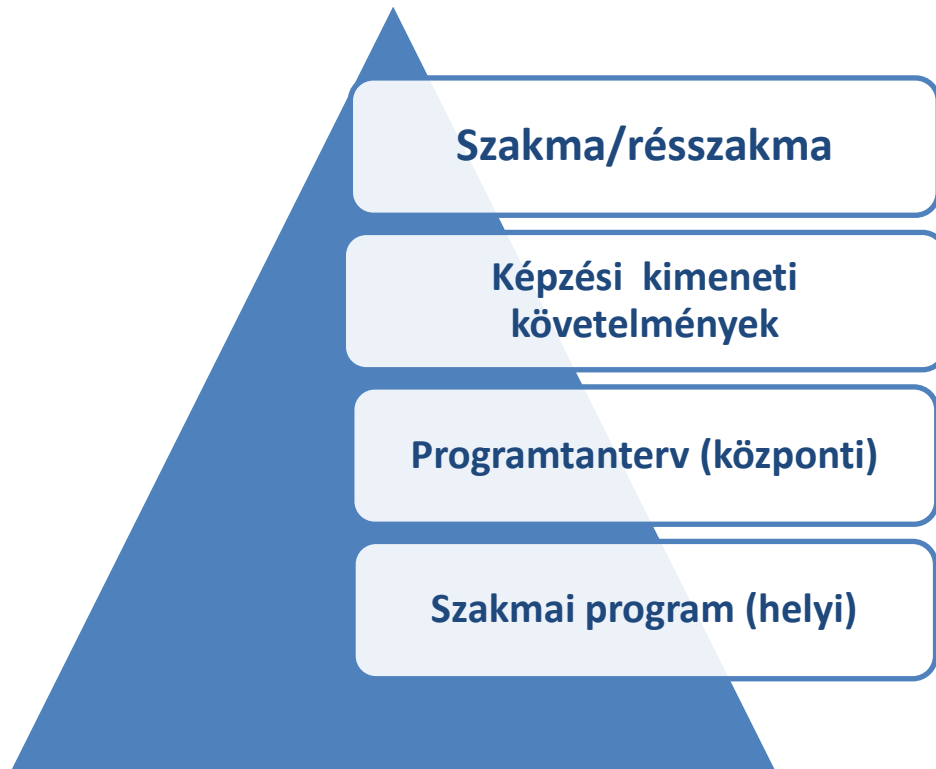 Szakma/résszakma
Képzési kimeneti
követelmények
Programtanterv (központi)
Szakmai program (helyi)